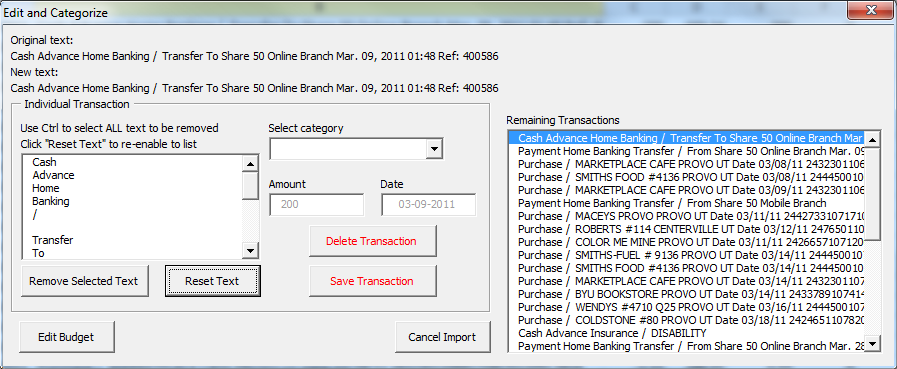 Edit and Categorize
Original text:
Cash Advance Home Banking / Transfer To Share 50 Online Branch Mar. 09, 2011 01:48 Ref: 400586
New text:
Cash Advance Home Banking / Transfer To Share 50 Online Branch Mar. 09, 2011 01:48 Ref: 400586
Individual Transaction
Use Ctrl to select ALL text to be removed
Click "Reset Text" to re-enable to list
Cash
Advance
Home
Banking
/
Transfer
To
Remove Selected Text
Reset Text
Select category
Amount
Date
200
03-09-2011
Delete Transaction
Save Transaction
Edit Budget
Cancel Import
Remaining Transactions
Cash Advance Home Banking / Transfer To Share 50 Online Branch Mar
Payment Home Banking Transfer / From Share 50 Online Branch Mar. 09
Purchase / MARKETPLACE CAFE PROVO UT Date 03/08/11 2432301106
Purchase / SMITHS FOOD #4136 PROVO UT Date 03/08/11 244450010
Purchase / MARKETPLACE CAFE PROVO UT Date 03/09/11 2432301106
Payment Home Banking Transfer / From Share 50 Mobile Branch
Purchase / MACEYS PROVO PROVO UT Date 03/11/11 24427331071710
Purchase / ROBERTS #114 CENTERVILLE UT Date 03/12/11 247650110
Purchase / COLOR ME MINE PROVO UT Date 03/11/11 2426657107120
Purchase / SMITHS-FUEL # 9136 PROVO UT Date 03/14/11 2444500107
Purchase / SMITHS FOOD #4136 PROVO UT Date 03/14/11 244450010
Purchase / MARKETPLACE CAFE PROVO UT Date 03/14/11 2432301107
Purchase / BYU BOOKSTORE PROVO UT Date 03/14/11 2433789107414
Purchase / WENDYS #4710 Q25 PROVO UT Date 03/16/11 2444500107
Purchase / COLDSTONE #80 PROVO UT Date 03/18/11 2424651107820
Cash Advance Insurance / DISABILITY
Payment Home Banking Transfer / From Share 50 Online Branch Mar. 28